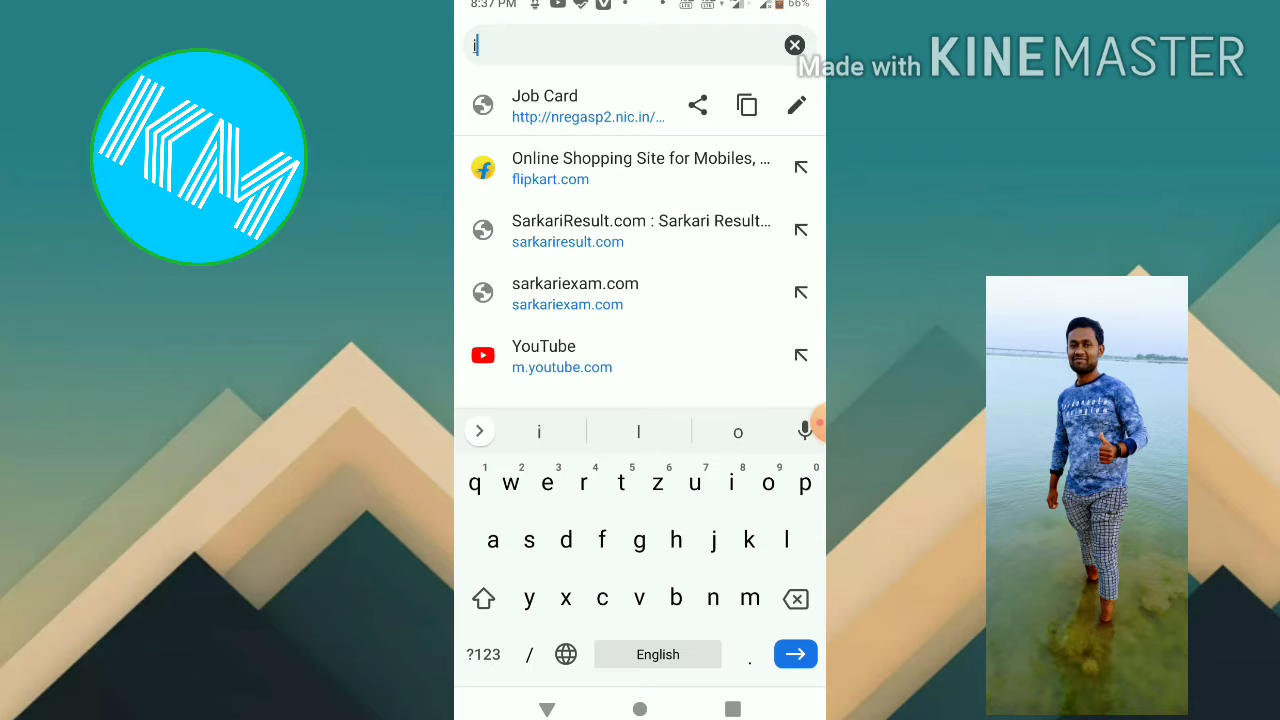 8:37 PM
66%
i
Made with KINEMASTER
KM
Job Card
http://nregasp2.nic.in/...
Online Shopping Site for Mobiles, ...
flipkart.com
SarkariResult.com : Sarkari Result...
sarkariresult.com
sarkariexam.com
sarkariexam.com
YouTube
m.youtube.com
i l o
1 2 3 4 5 6 7 8 9 0
q w e r t z u i o p
a s d f g h j k l
y x c v b n m
?123 / English .